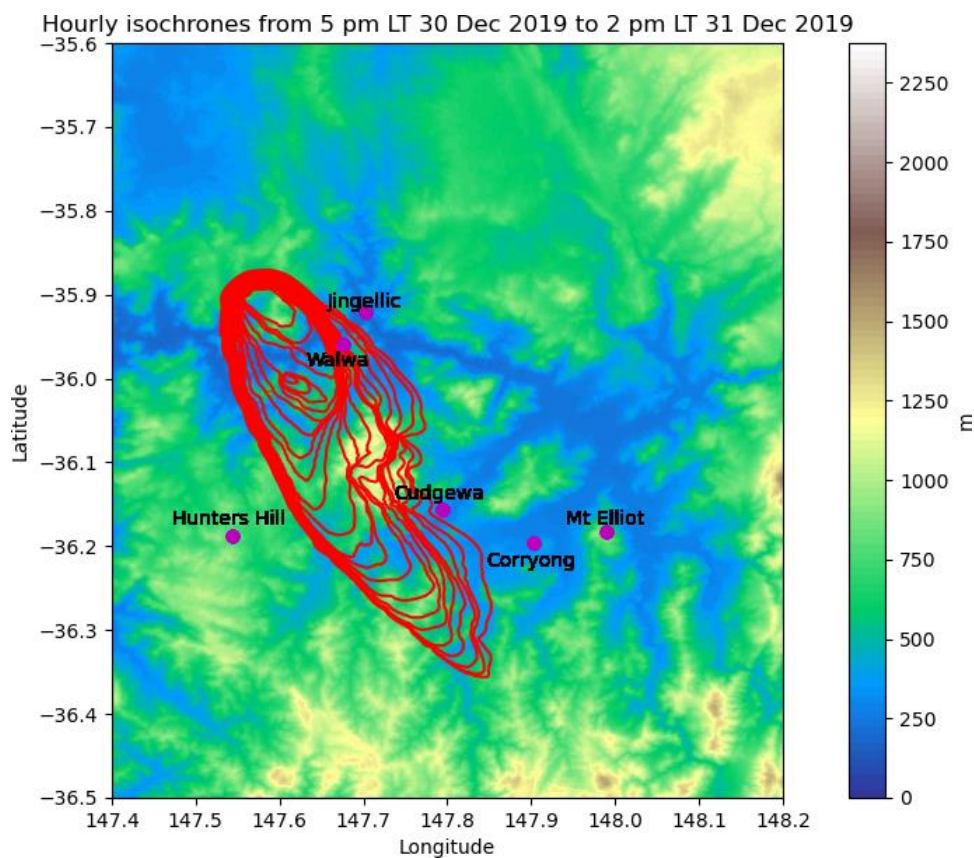 Hourly isochrones from 5 pm LT 30 Dec 2019 to 2 pm LT 31 Dec 2019
−35.6
−35.7
−35.8
−35.9
−36.0
−36.1
−36.2
−36.3
−36.4
−36.5
Latitude
Jingellic
Walwa
Cudgewa
Hunters Hill
Mt Elliot
Corryong
147.4 147.5 147.6 147.7 147.8 147.9 148.0 148.1 148.2
Longitude
2250
2000
1750
1500
1250
1000
750
500
250
0
m